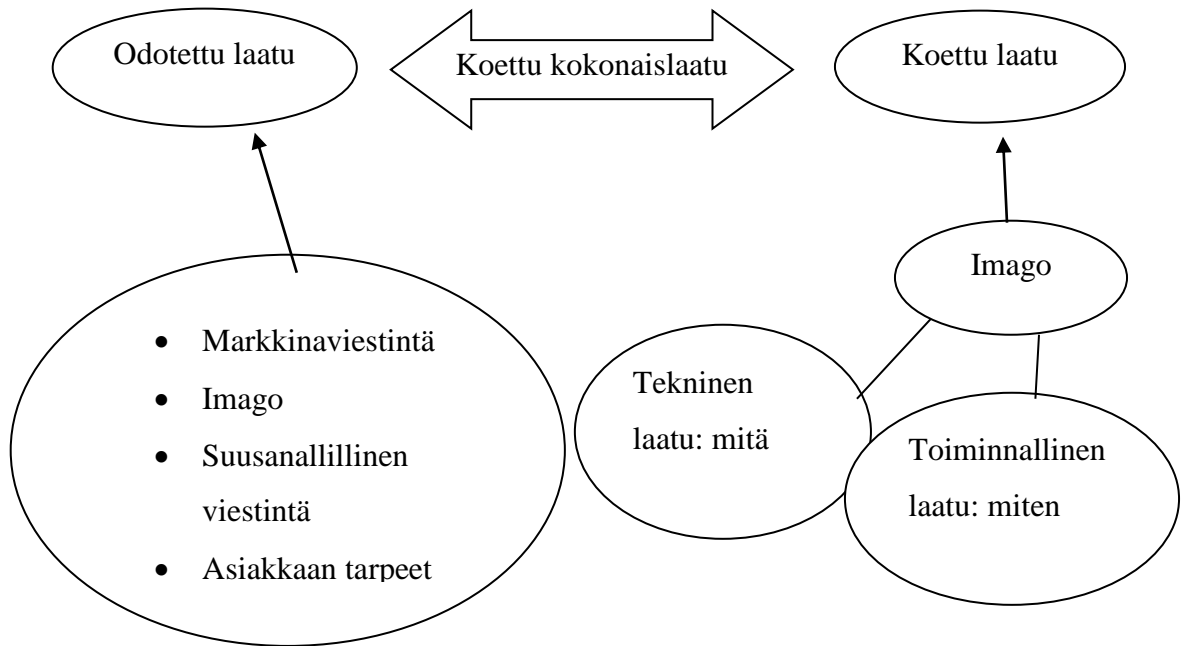 Odotettu laatu
Koettu kokonaislaatu
Koettu laatu
Imago
• Markkinaviestintä
• Imago
• Suusanallillinen
viestintä
• Asiakkaan tarpeet
Tekninen
laatu: mitä
Toiminnallinen
laatu: miten